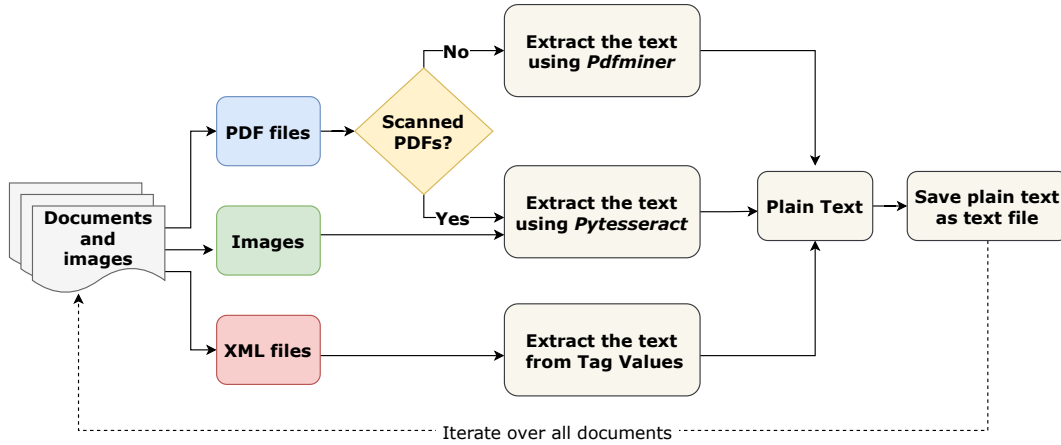 Documents
and
images
PDF files
Images
XML files
Scanned
PDFs?
No
Yes
Extract the text
using Pdfminer
Extract the text
using Pytesseract
Extract the text
from Tag Values
Plain Text
Save plain text
as text file
Iterate over all documents